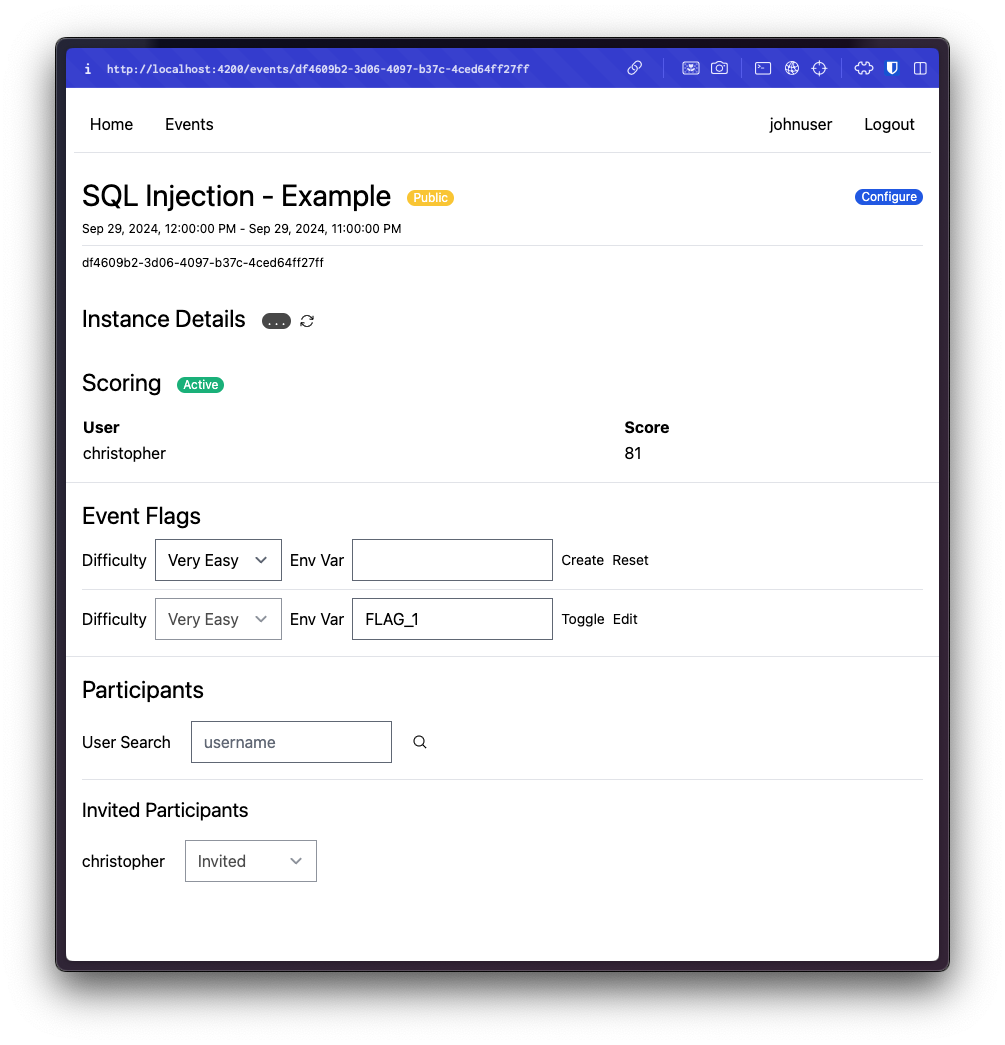 i http://localhost:4200/events/df4609b2-3d06-4097-b37c-4ced64ff27ff
Home Events johnuser Logout
SQL Injection - Example Public Configure
Sep 29, 2024, 12:00:00 PM - Sep 29, 2024, 11:00:00 PM
df4609b2-3d06-4097-b37c-4ced64ff27ff
Instance Details ...
Scoring Active
User Score
christopher 81
Event Flags
Difficulty Very Easy Env Var Create Reset
Difficulty Very Easy Env Var FLAG_1 Toggle Edit
Participants
User Search username
Invited Participants
christopher Invited